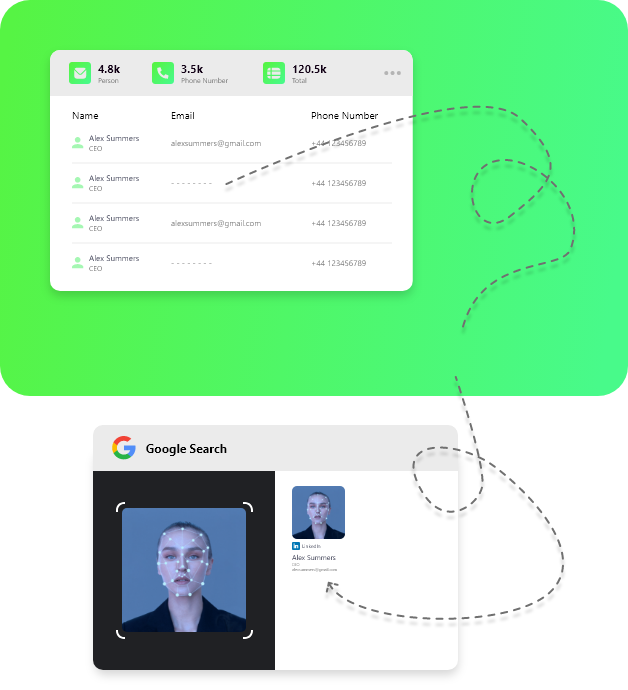 4.8k
Person
3.5k
Phone Number
120.5k
Total
Name Email Phone Number
Alex Summers
CEO
alexsummers@gmail.com
+44 123456789
Alex Summers
CEO
--------
+44 123456789
Alex Summers
CEO
alexsummers@gmail.com
+44 123456789
Alex Summers
CEO
--------
+44 123456789
Google Search
in LinkedIn
Alex Summers
CEO
alexsummers@gmail.com